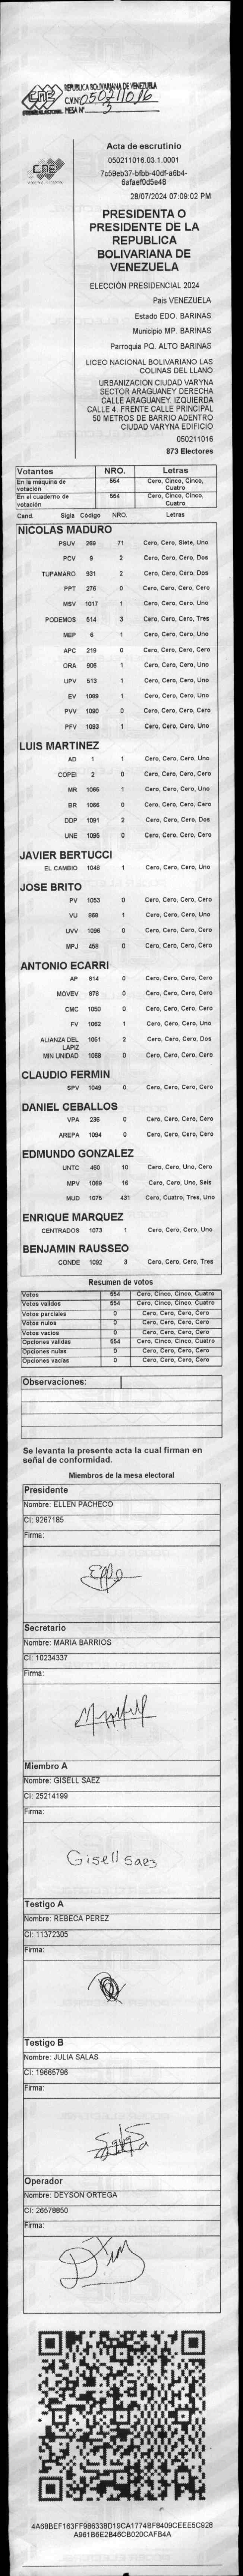 CNE
REPUBLICA BOLIVARIANA DE VENEZUELA
CV Nº 050211016
MESA Nº 3
CNE
Acta de escrutinio
050211016.03.1.0001
7c59eb37-bfbb-40df-a6b4-
6afaef0d5e48
28/07/2024 07:09:02 PM
PRESIDENTA O
PRESIDENTE DE LA
REPUBLICA
BOLIVARIANA DE
VENEZUELA
ELECCIÓN PRESIDENCIAL 2024
Pais VENEZUELA
Estado EDO. BARINAS
Municipio MP. BARINAS
Parroquia PQ. ALTO BARINAS
LICEO NACIONAL BOLIVARIANO LAS
COLINAS DEL LLANO
URBANIZACION CIUDAD VARYNA
SECTOR ARAGUANEY DERECHA
CALLE ARAGUANEY. IZQUIERDA
CALLE 4. FRENTE CALLE PRINCIPAL
50 METROS DE BARRIO ADENTRO
CIUDAD VARYNA EDIFICIO
050211016
873 Electores
Votantes NRO. Letras
En la máquina de votación 554 Cero, Cinco, Cinco, Cuatro
En el cuaderno de votación 554 Cero, Cinco, Cinco, Cuatro
Cand. Sigla Código NRO. Letras
NICOLAS MADURO
PSUV 269 71 Cero, Cero, Siete, Uno
PCV 9 2 Cero, Cero, Cero, Dos
TUPAMARO 931 2 Cero, Cero, Cero, Dos
PPT 276 0 Cero, Cero, Cero, Cero
MSV 1017 1 Cero, Cero, Cero, Uno
PODEMOS 514 3 Cero, Cero, Cero, Tres
MEP 6 1 Cero, Cero, Cero, Uno
APC 219 0 Cero, Cero, Cero, Cero
ORA 906 1 Cero, Cero, Cero, Uno
UPV 513 1 Cero, Cero, Cero, Uno
EV 1089 1 Cero, Cero, Cero, Uno
PVV 1090 0 Cero, Cero, Cero, Cero
PFV 1093 1 Cero, Cero, Cero, Uno
LUIS MARTINEZ
AD 1 1 Cero, Cero, Cero, Uno
COPEI 2 0 Cero, Cero, Cero, Cero
MR 1065 1 Cero, Cero, Cero, Uno
BR 1066 0 Cero, Cero, Cero, Cero
DDP 1091 2 Cero, Cero, Cero, Dos
UNE 1095 0 Cero, Cero, Cero, Cero
JAVIER BERTUCCI
EL CAMBIO 1048 1 Cero, Cero, Cero, Uno
JOSE BRITO
PV 1053 0 Cero, Cero, Cero, Cero
VU 869 1 Cero, Cero, Cero, Uno
UVV 1096 0 Cero, Cero, Cero, Cero
MPJ 458 0 Cero, Cero, Cero, Cero
ANTONIO ECARRI
AP 814 0 Cero, Cero, Cero, Cero
MOVEV 879 0 Cero, Cero, Cero, Cero
CMC 1050 0 Cero, Cero, Cero, Cero
FV 1062 1 Cero, Cero, Cero, Uno
ALIANZA DEL LAPIZ 1051 2 Cero, Cero, Cero, Dos
MIN UNIDAD 1068 0 Cero, Cero, Cero, Cero
CLAUDIO FERMIN
SPV 1049 0 Cero, Cero, Cero, Cero
DANIEL CEBALLOS
VPA 236 0 Cero, Cero, Cero, Cero
AREPA 1094 0 Cero, Cero, Cero, Cero
EDMUNDO GONZALEZ
UNTC 460 10 Cero, Cero, Uno, Cero
MPV 1069 16 Cero, Cero, Uno, Seis
MUD 1075 431 Cero, Cuatro, Tres, Uno
ENRIQUE MARQUEZ
CENTRADOS 1073 1 Cero, Cero, Cero, Uno
BENJAMIN RAUSSEO
CONDE 1092 3 Cero, Cero, Cero, Tres
Resumen de votos
Votos 554 Cero, Cinco, Cinco, Cuatro
Votos validos 554 Cero, Cinco, Cinco, Cuatro
Votos parciales 0 Cero, Cero, Cero, Cero
Votos nulos 0 Cero, Cero, Cero, Cero
Votos vacios 0 Cero, Cero, Cero, Cero
Opciones validas 554 Cero, Cinco, Cinco, Cuatro
Opciones nulas 0 Cero, Cero, Cero, Cero
Opciones vacias 0 Cero, Cero, Cero, Cero
Observaciones:
Se levanta la presente acta la cual firman en
señal de conformidad.
Miembros de la mesa electoral
Presidente
Nombre: ELLEN PACHECO
CI: 9267185
Firma:
Secretario
Nombre: MARIA BARRIOS
CI: 10234337
Firma:
Miembro A
Nombre: GISELL SAEZ
CI: 25214199
Firma:
Gisell Saez
Testigo A
Nombre: REBECA PEREZ
CI: 11372305
Firma:
Testigo B
Nombre: JULIA SALAS
CI: 19665796
Firma:
Operador
Nombre: DEYSON ORTEGA
CI: 26578850
Firma:
4A68BEF163FF986338D19CA1774BF8409CEEE5C928
A961B6E2B46CB020CAFB4A